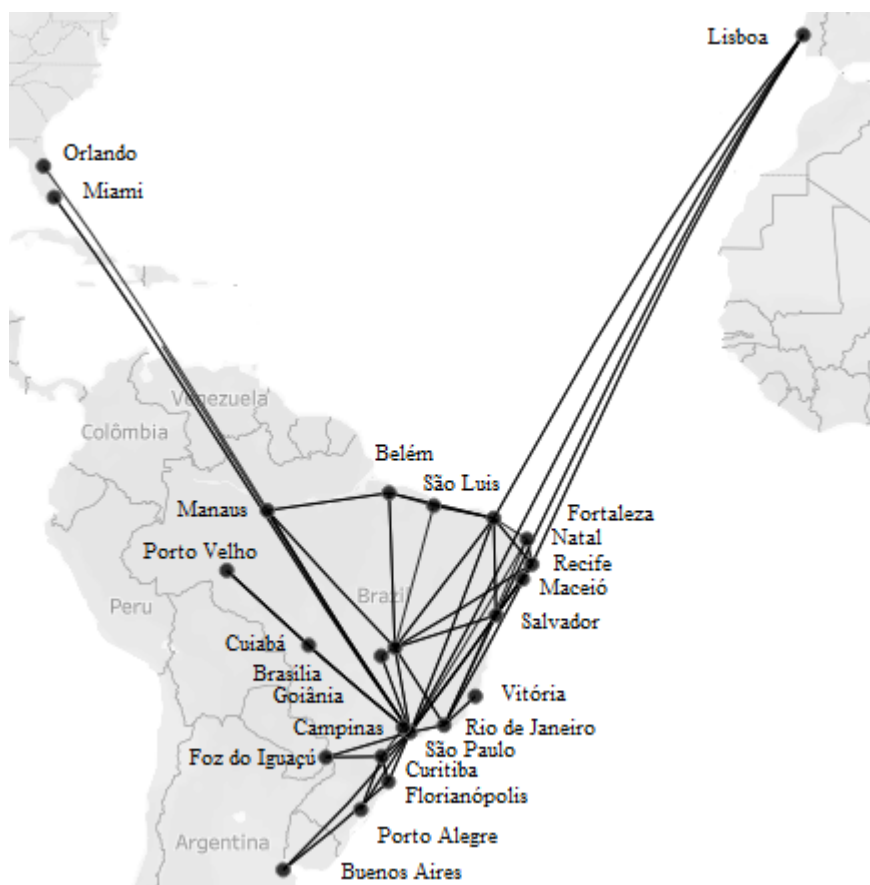 Lisboa
Orlando
Miami
Venezuela
Colômbia
Belém
São Luis
Manaus
Fortaleza
Natal
Porto Velho
Recife
Maceió
Peru
Brazil
Salvador
Cuiabá
Brasilia
Goiânia
Vitória
Campinas
Rio de Janeiro
São Paulo
Foz do Iguaçú
Curitiba
Florianópolis
Porto Alegre
Argentina
Buenos Aires